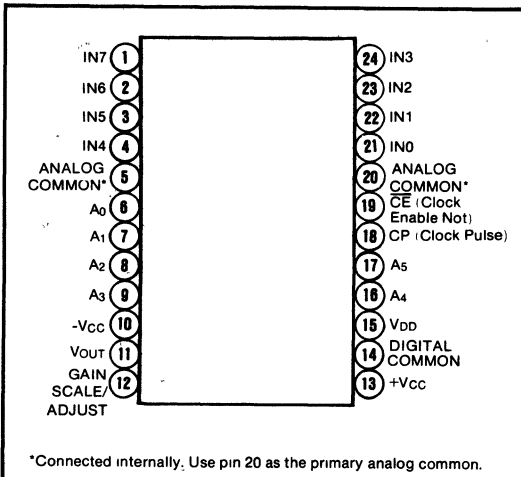 IN7 1
IN6 2
IN5 3
IN4 4
ANALOG
COMMON* 5
A0 6
A1 7
A2 8
A3 9
-VCC 10
VOUT 11
GAIN
SCALE/ 12
ADJUST
24 IN3
23 IN2
22 IN1
21 IN0
20 ANALOG
COMMON*
19 CE (Clock
Enable Not)
18 CP (Clock Pulse)
17 A5
16 A4
15 VDD
14 DIGITAL
COMMON
13 +VCC
*Connected internally. Use pin 20 as the primary analog common.